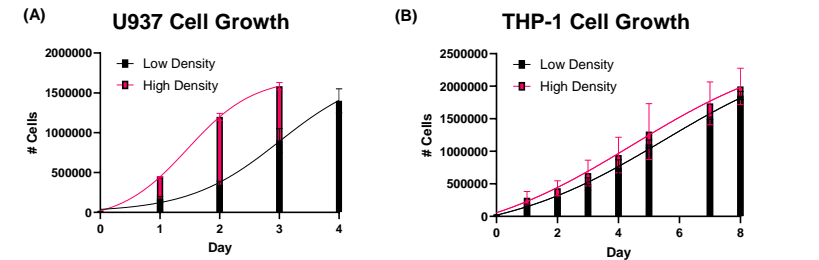 (A)
U937 Cell Growth
2000000
1500000
1000000
500000
0
# Cells
Low Density
High Density
0 1 2 3 4
Day
(B)
THP-1 Cell Growth
2500000
2000000
1500000
1000000
500000
0
# Cells
Low Density
High Density
0 2 4 6 8
Day